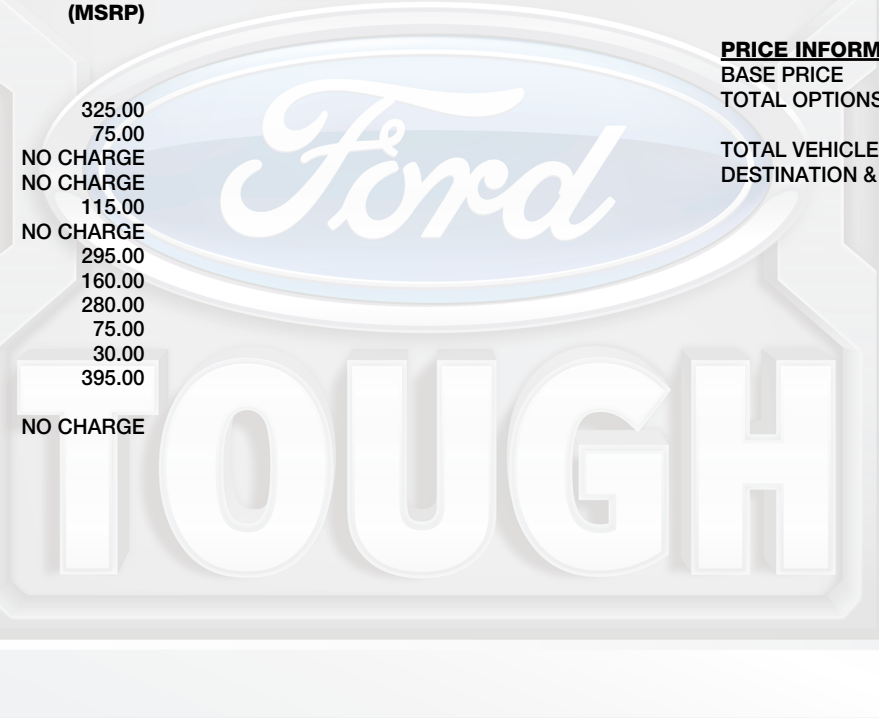 (MSRP)
325.00
75.00
NO CHARGE
NO CHARGE
115.00
NO CHARGE
295.00
160.00
280.00
75.00
30.00
395.00
NO CHARGE
PRICE INFORM
BASE PRICE
TOTAL OPTIONS
TOTAL VEHICLE
DESTINATION &
Ford
TOUGH